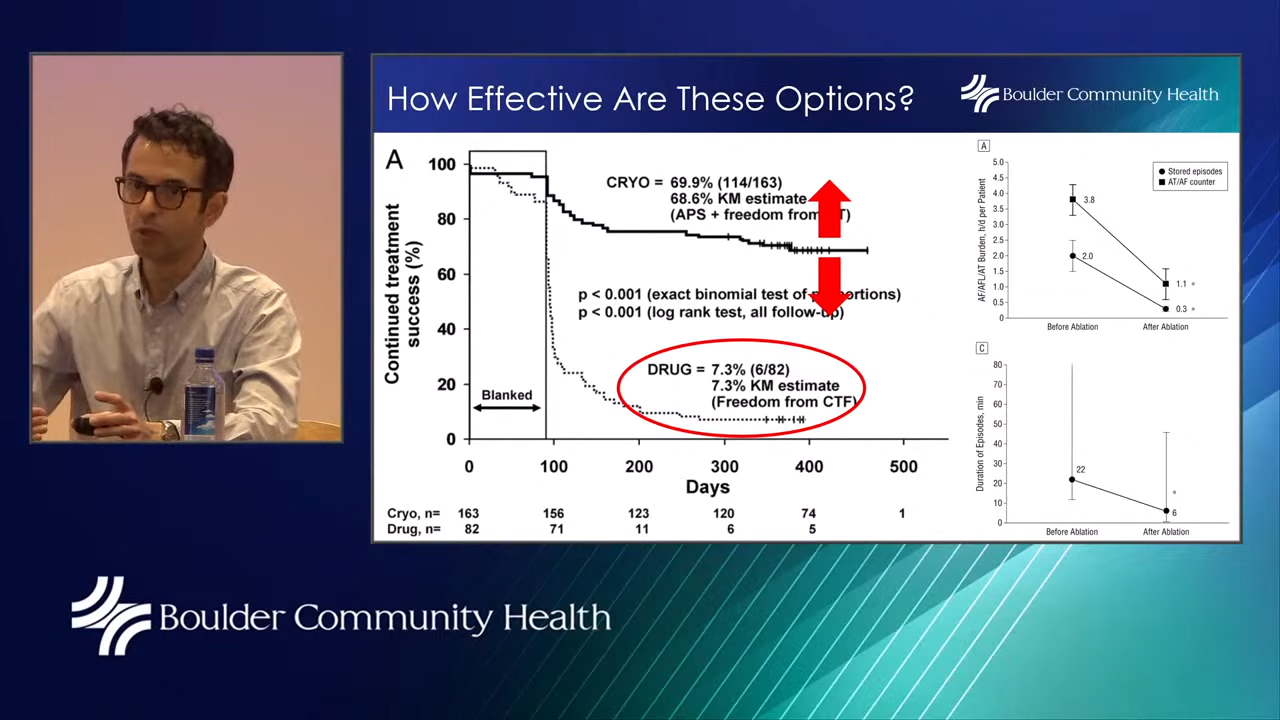 How Effective Are These Options?
Boulder Community Health
A
Continued treatment
success (%)
100
80
60
40
20
0
CRYO = 69.9% (114/163)
68.6% KM estimate
(APS + freedom from T)
p < 0.001 (exact binomial test of portions)
p < 0.001 (log rank test, all follow-up)
DRUG = 7.3% (6/82)
7.3% KM estimate
(Freedom from CTF)
Blanked
0 100 200 300 400 500
Days
Cryo, n= 163 156 123 120 74 1
Drug, n= 82 71 11 6 5
A
AF/AFL/AT Burden, h/d per Patient
5.0
4.5
4.0
3.5
3.0
2.5
2.0
1.5
1.0
0.5
0
Stored episodes
AT/AF counter
3.8
2.0
1.1 *
0.3 *
Before Ablation After Ablation
C
Duration of Episodes, min
80
70
60
50
40
30
20
10
0
22
*
6
Before Ablation After Ablation
Boulder Community Health